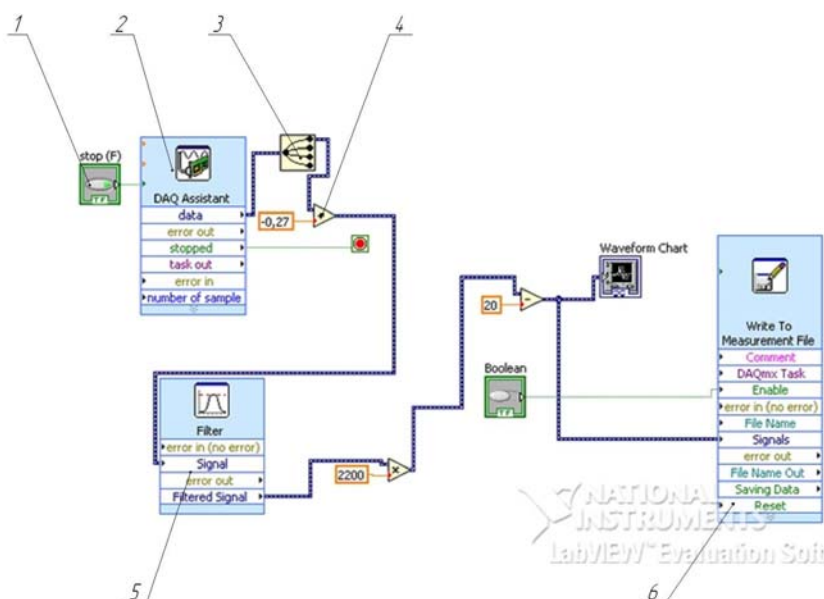 1
2
3
4
stop (F)
TF
DAQ Assistant
data
error out
stopped
task out
error in
number of sample
-0,27
Waveform Chart
20
Write To
Measurement File
Comment
DAQmx Task
Enable
error in (no error)
File Name
Signals
error out
File Name Out
Saving Data
Reset
Boolean
TF
Filter
error in (no error)
Signal
error out
Filtered Signal
2200
×
-
NATIONAL
INSTRUMENTS
LabVIEW™ Evaluation Soft
5
6